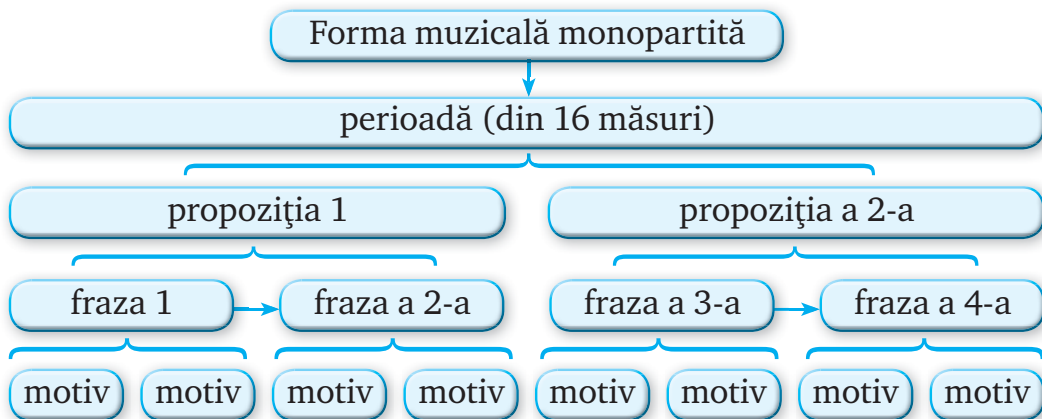 Forma muzicală monopartită
perioadă (din 16 măsuri)
propoziţia 1 propoziţia a 2-a
fraza 1 fraza a 2-a fraza a 3-a fraza a 4-a
motiv motiv motiv motiv motiv motiv motiv motiv